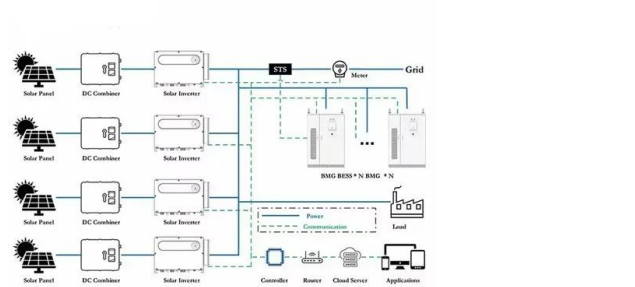 STS
Meter
Grid
Solar Panel
DC Combiner
Solar Inverter
Solar Panel
DC Combiner
Solar Inverter
BMG BESS * N BMG * N
Solar Panel
DC Combiner
Solar Inverter
Power
Communication
Load
Solar Panel
DC Combiner
Solar Inverter
Controller
Router
Cloud Server
Applications